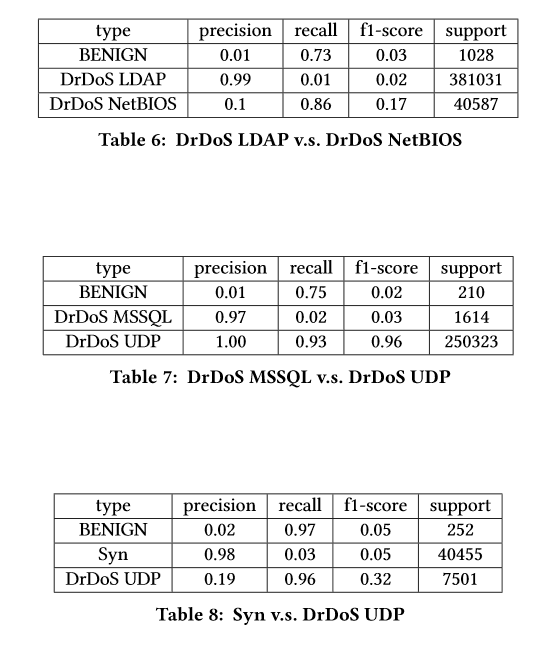 type precision recall f1-score support
BENIGN 0.01 0.73 0.03 1028
DrDoS LDAP 0.99 0.01 0.02 381031
DrDoS NetBIOS 0.1 0.86 0.17 40587
Table 6: DrDoS LDAP v.s. DrDoS NetBIOS
type precision recall f1-score support
BENIGN 0.01 0.75 0.02 210
DrDoS MSSQL 0.97 0.02 0.03 1614
DrDoS UDP 1.00 0.93 0.96 250323
Table 7: DrDoS MSSQL v.s. DrDoS UDP
type precision recall f1-score support
BENIGN 0.02 0.97 0.05 252
Syn 0.98 0.03 0.05 40455
DrDoS UDP 0.19 0.96 0.32 7501
Table 8: Syn v.s. DrDoS UDP